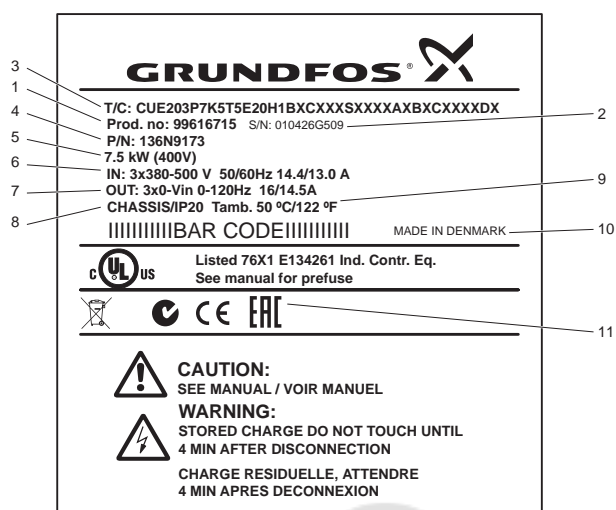 GRUNDFOS®
3 T/C: CUE203P7K5T5E20H1BXCXXXSXXXXAXBXCXXXXDX
1 Prod. no: 99616715 S/N: 010426G509 2
4 P/N: 136N9173
5 7.5 kW (400V)
6 IN: 3x380-500 V 50/60Hz 14.4/13.0 A
7 OUT: 3x0-Vin 0-120Hz 16/14.5A 9
8 CHASSIS/IP20 Tamb. 50 ºC/122 ºF
IIIIIIIIIIIBAR CODEIIIIIIIIIII MADE IN DENMARK 10
c UL US Listed 76X1 E134261 Ind. Contr. Eq.
See manual for prefuse
CE EAC 11
CAUTION:
SEE MANUAL / VOIR MANUEL
WARNING:
STORED CHARGE DO NOT TOUCH UNTIL
4 MIN AFTER DISCONNECTION
CHARGE RESIDUELLE, ATTENDRE
4 MIN APRES DECONNEXION